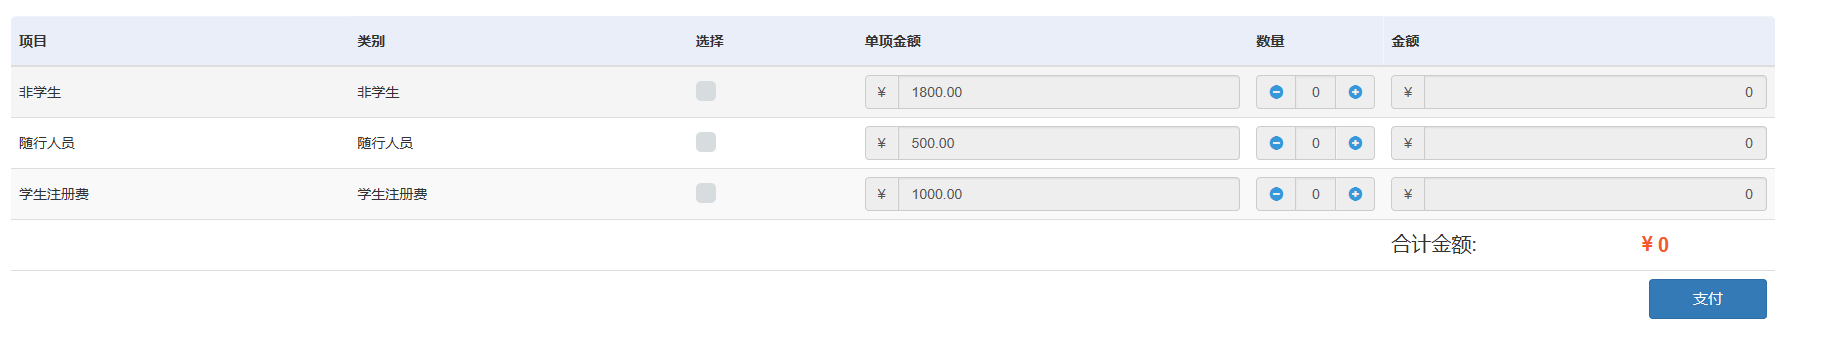 项目 类别 选择 单项金额 数量 金额
非学生 非学生 ¥ 1800.00 0 ¥ 0
随行人员 随行人员 ¥ 500.00 0 ¥ 0
学生注册费 学生注册费 ¥ 1000.00 0 ¥ 0
合计金额: ¥ 0
支付